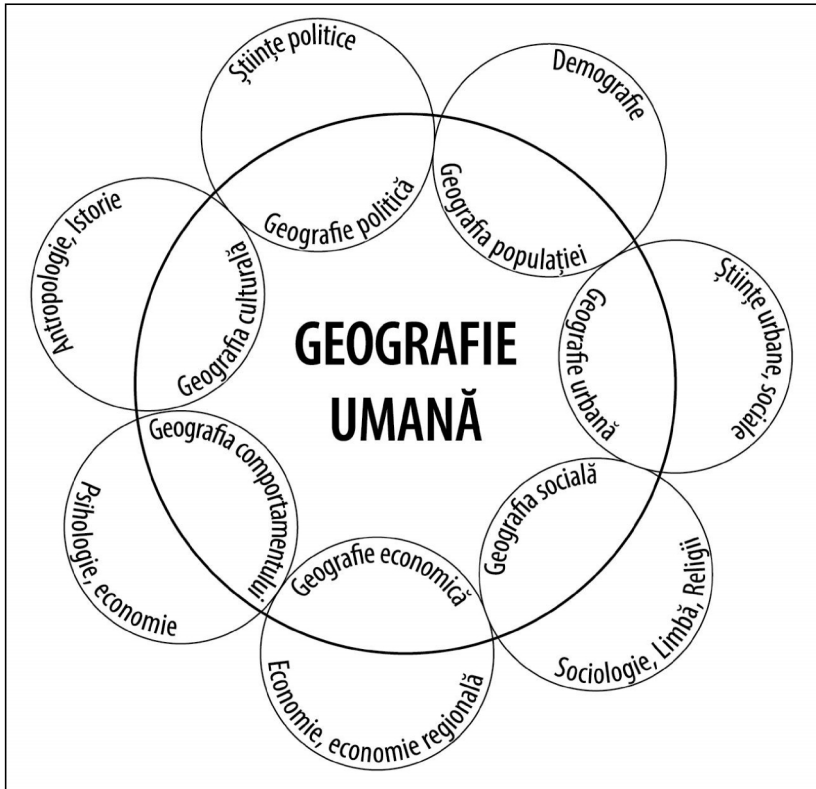 Științe politice
Geografie politică
Demografie
Geografia populației
Științe urbane, sociale
Geografie urbană
Geografia socială
Sociologie, Limbă, Religii
Geografie economică
Economie, economie regională
Geografia comportamentului
Psihologie, economie
Antropologie, Istorie
Geografia culturală
GEOGRAFIE
UMANĂ